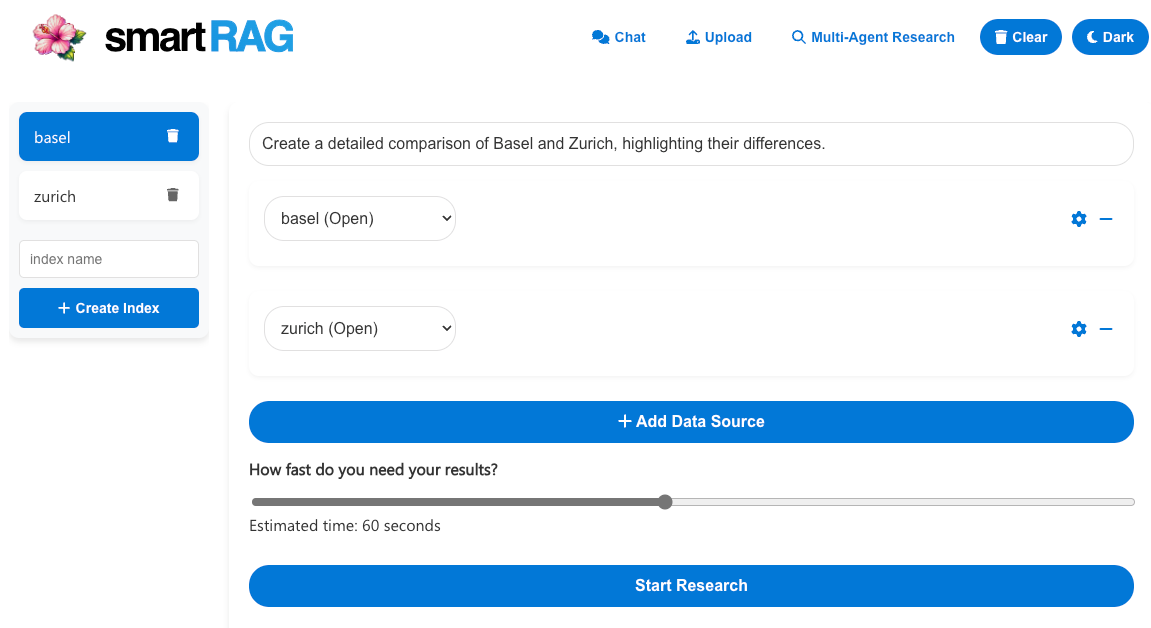 smartRAG
Chat
Upload
Multi-Agent Research
Clear
Dark
basel
zurich
index name
+ Create Index
Create a detailed comparison of Basel and Zurich, highlighting their differences.
basel (Open)
zurich (Open)
+ Add Data Source
How fast do you need your results?
Estimated time: 60 seconds
Start Research